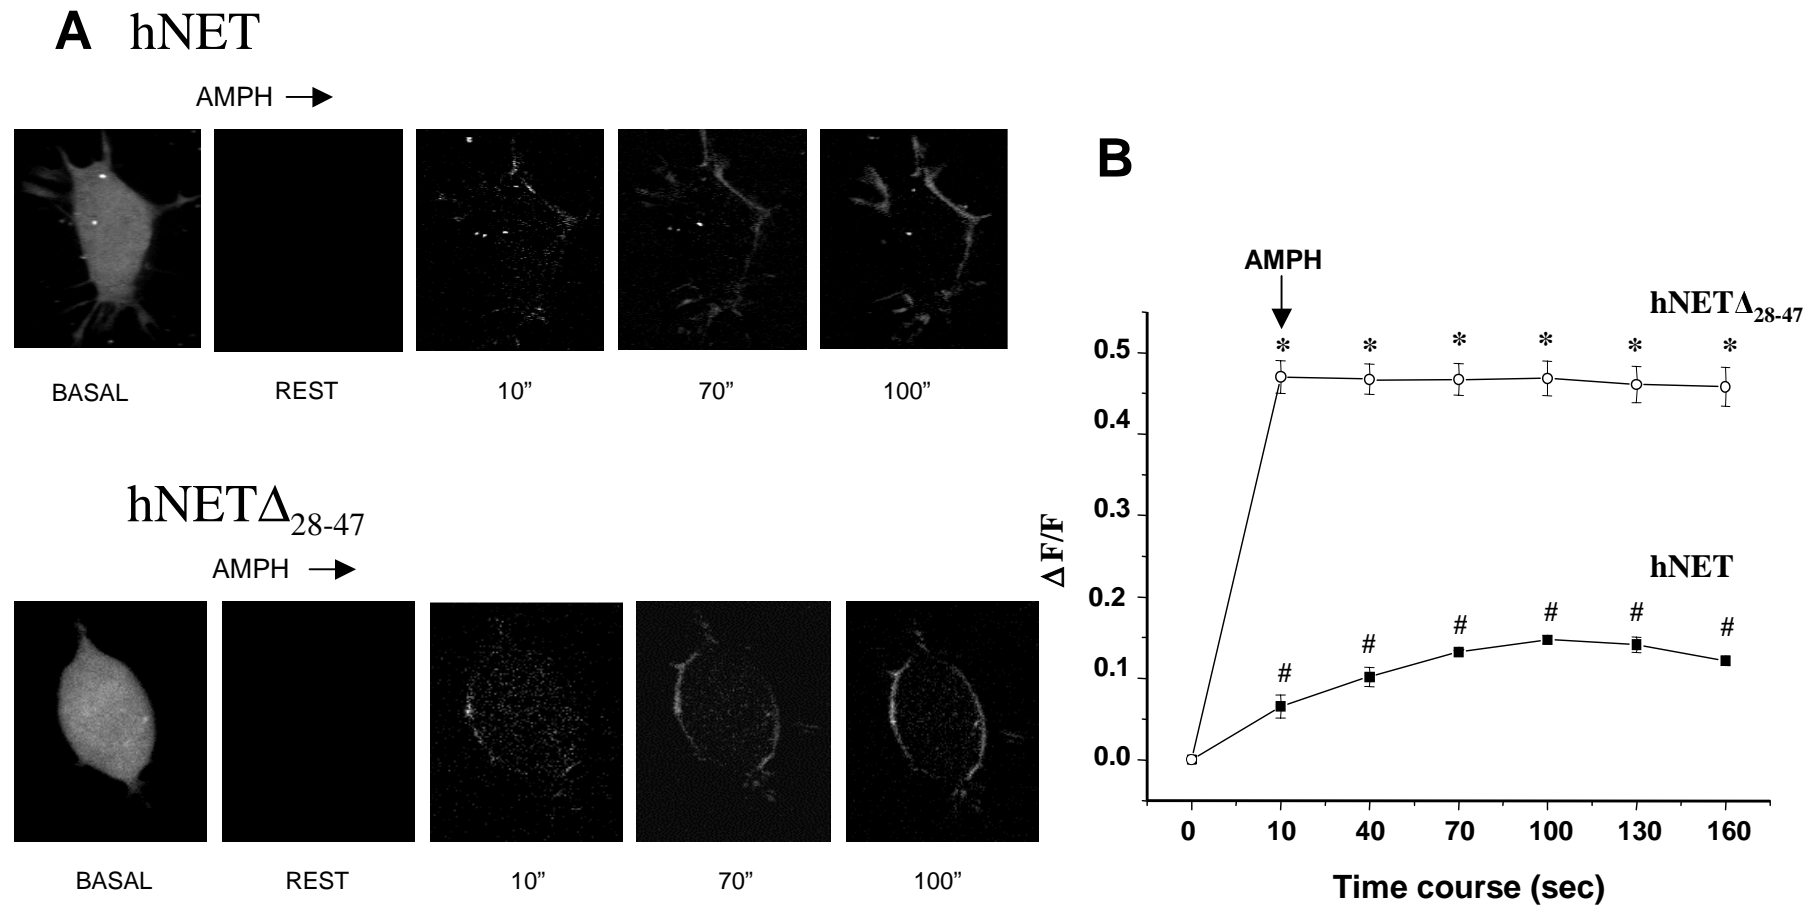 A hNET
AMPH
BASAL REST 10” 70” 100”
hNETΔ28-47
AMPH
BASAL REST 10” 70” 100”
B
AMPH
hNETΔ28-47
* * * * * *
hNET
# # # # # #
0.5
0.4
0.3
0.2
0.1
0.0
Δ F/F
0 10 40 70 100 130 160
Time course (sec)